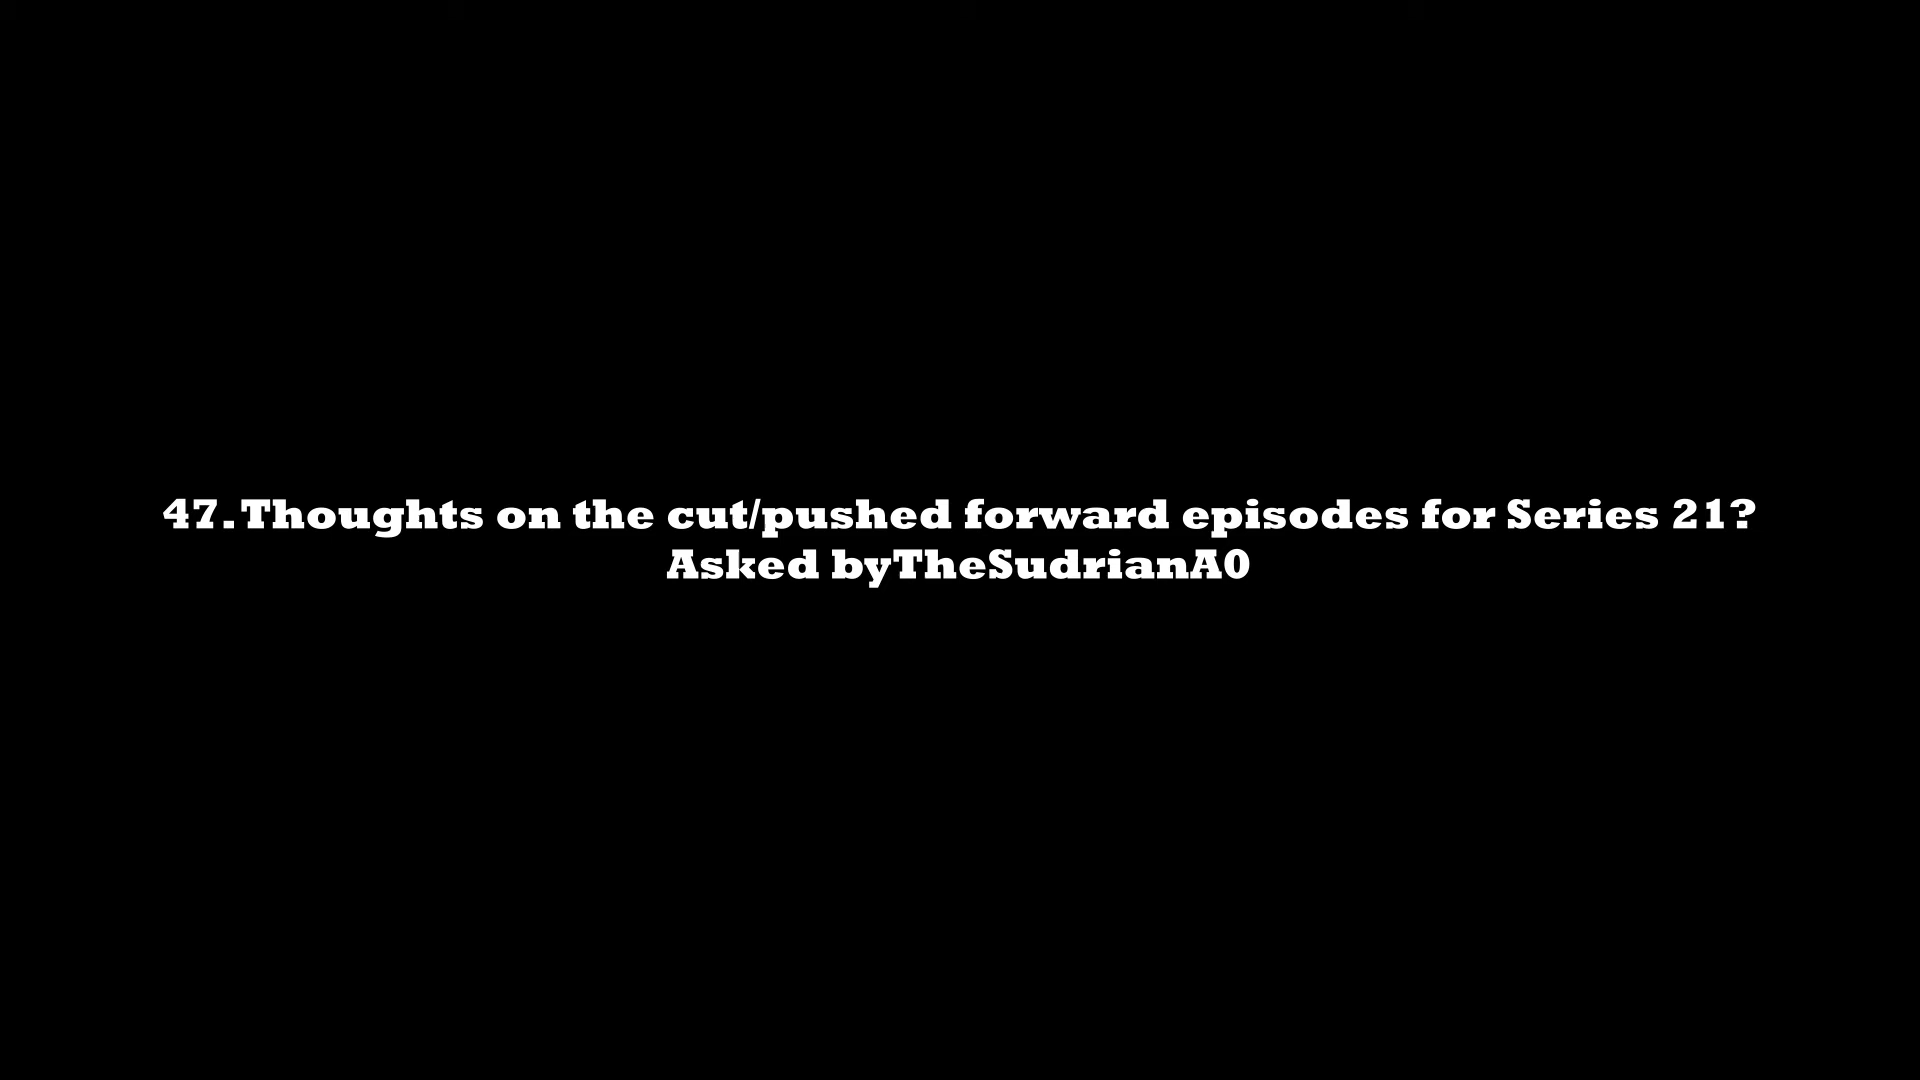 47. Thoughts on the cut/pushed forward episodes for Series 21?
Asked byTheSudrianA0